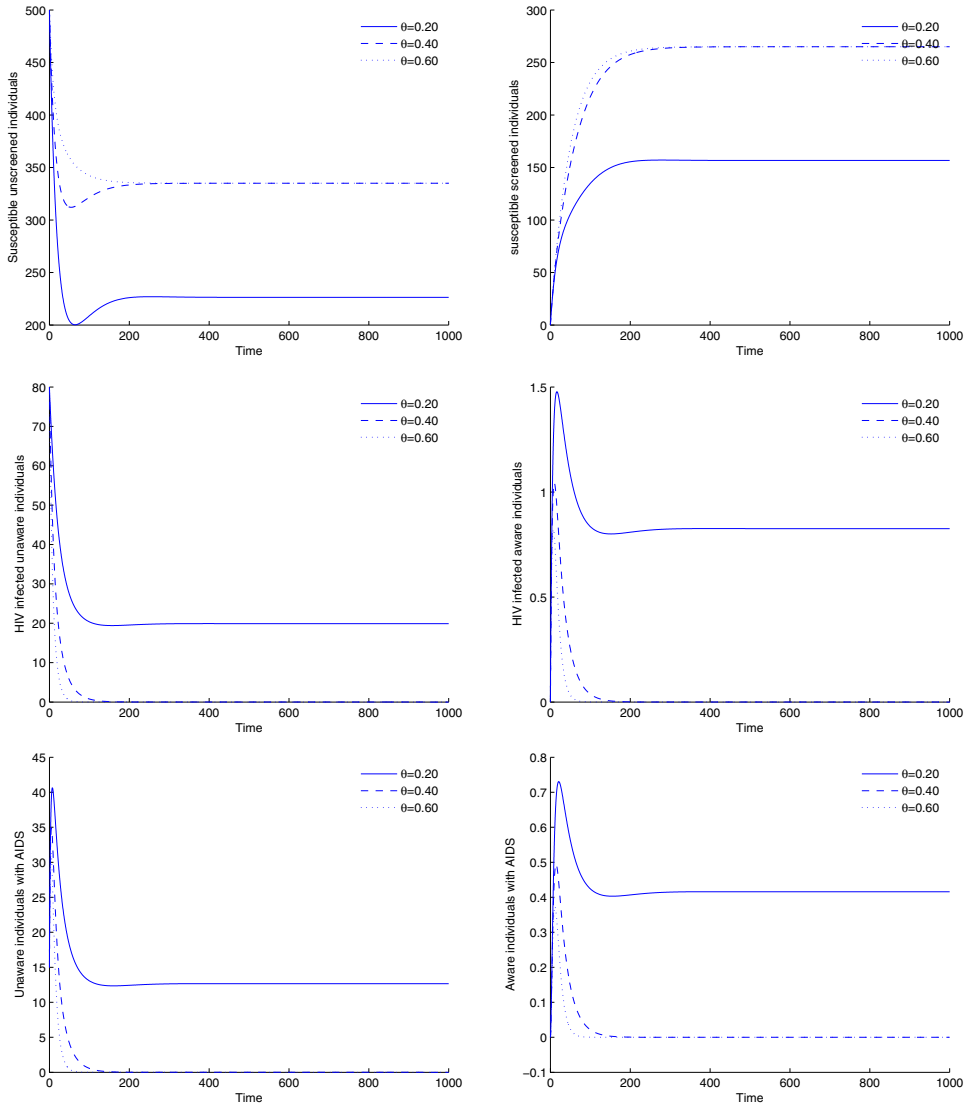 Susceptible unscreened individuals
500
450
400
350
300
250
200
0
200
400
600
800
1000
Time
θ=0.20
θ=0.40
θ=0.60
susceptible screened individuals
300
250
200
150
100
50
0
0
200
400
600
800
1000
Time
θ=0.20
θ=0.40
θ=0.60
HIV infected unaware individuals
80
70
60
50
40
30
20
10
0
0
200
400
600
800
1000
Time
θ=0.20
θ=0.40
θ=0.60
HIV infected aware individuals
1.5
1
0.5
0
0
200
400
600
800
1000
Time
θ=0.20
θ=0.40
θ=0.60
Unaware individuals with AIDS
45
40
35
30
25
20
15
10
5
0
0
200
400
600
800
1000
Time
θ=0.20
θ=0.40
θ=0.60
Aware individuals with AIDS
0.8
0.7
0.6
0.5
0.4
0.3
0.2
0.1
0
−0.1
0
200
400
600
800
1000
Time
θ=0.20
θ=0.40
θ=0.60